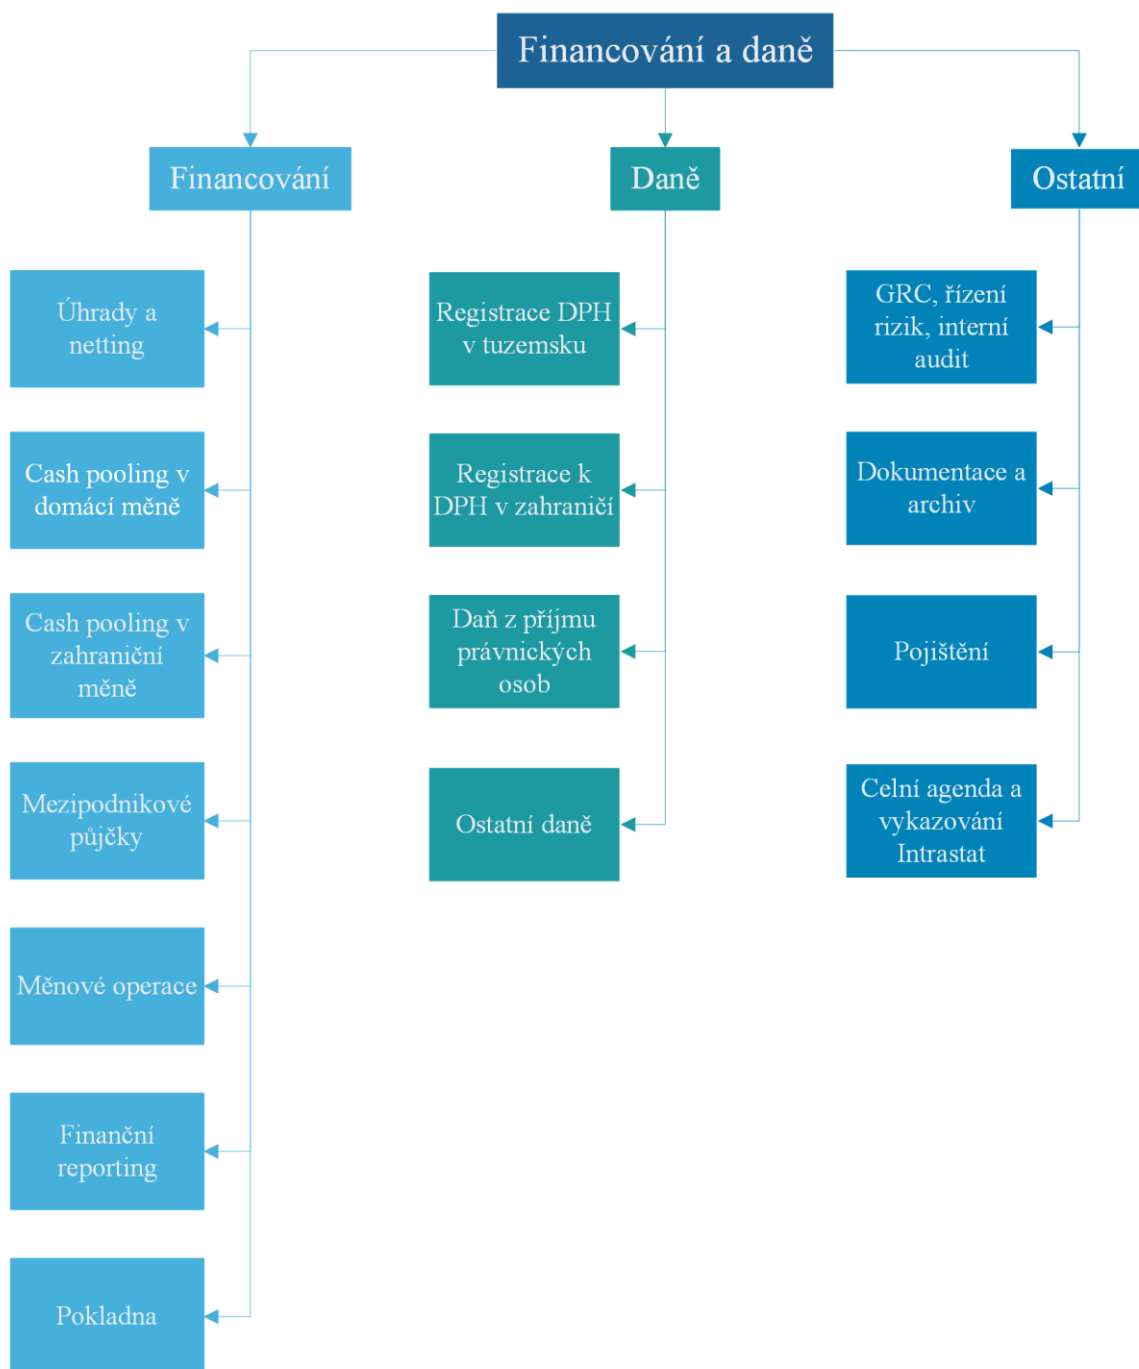 Financování a daně
Financování
Daně
Ostatní
Úhrady a
netting
Cash pooling v
domácí měně
Cash pooling v
zahraniční
měně
Mezipodnikové
půjčky
Měnové operace
Finanční
reporting
Pokladna
Registrace DPH
v tuzemsku
Registrace k
DPH v zahraničí
Daň z příjmu
právnických
osob
Ostatní daně
GRC, řízení
rizik, interní
audit
Dokumentace a
archiv
Pojištění
Celní agenda a
vykazování
Intrastat